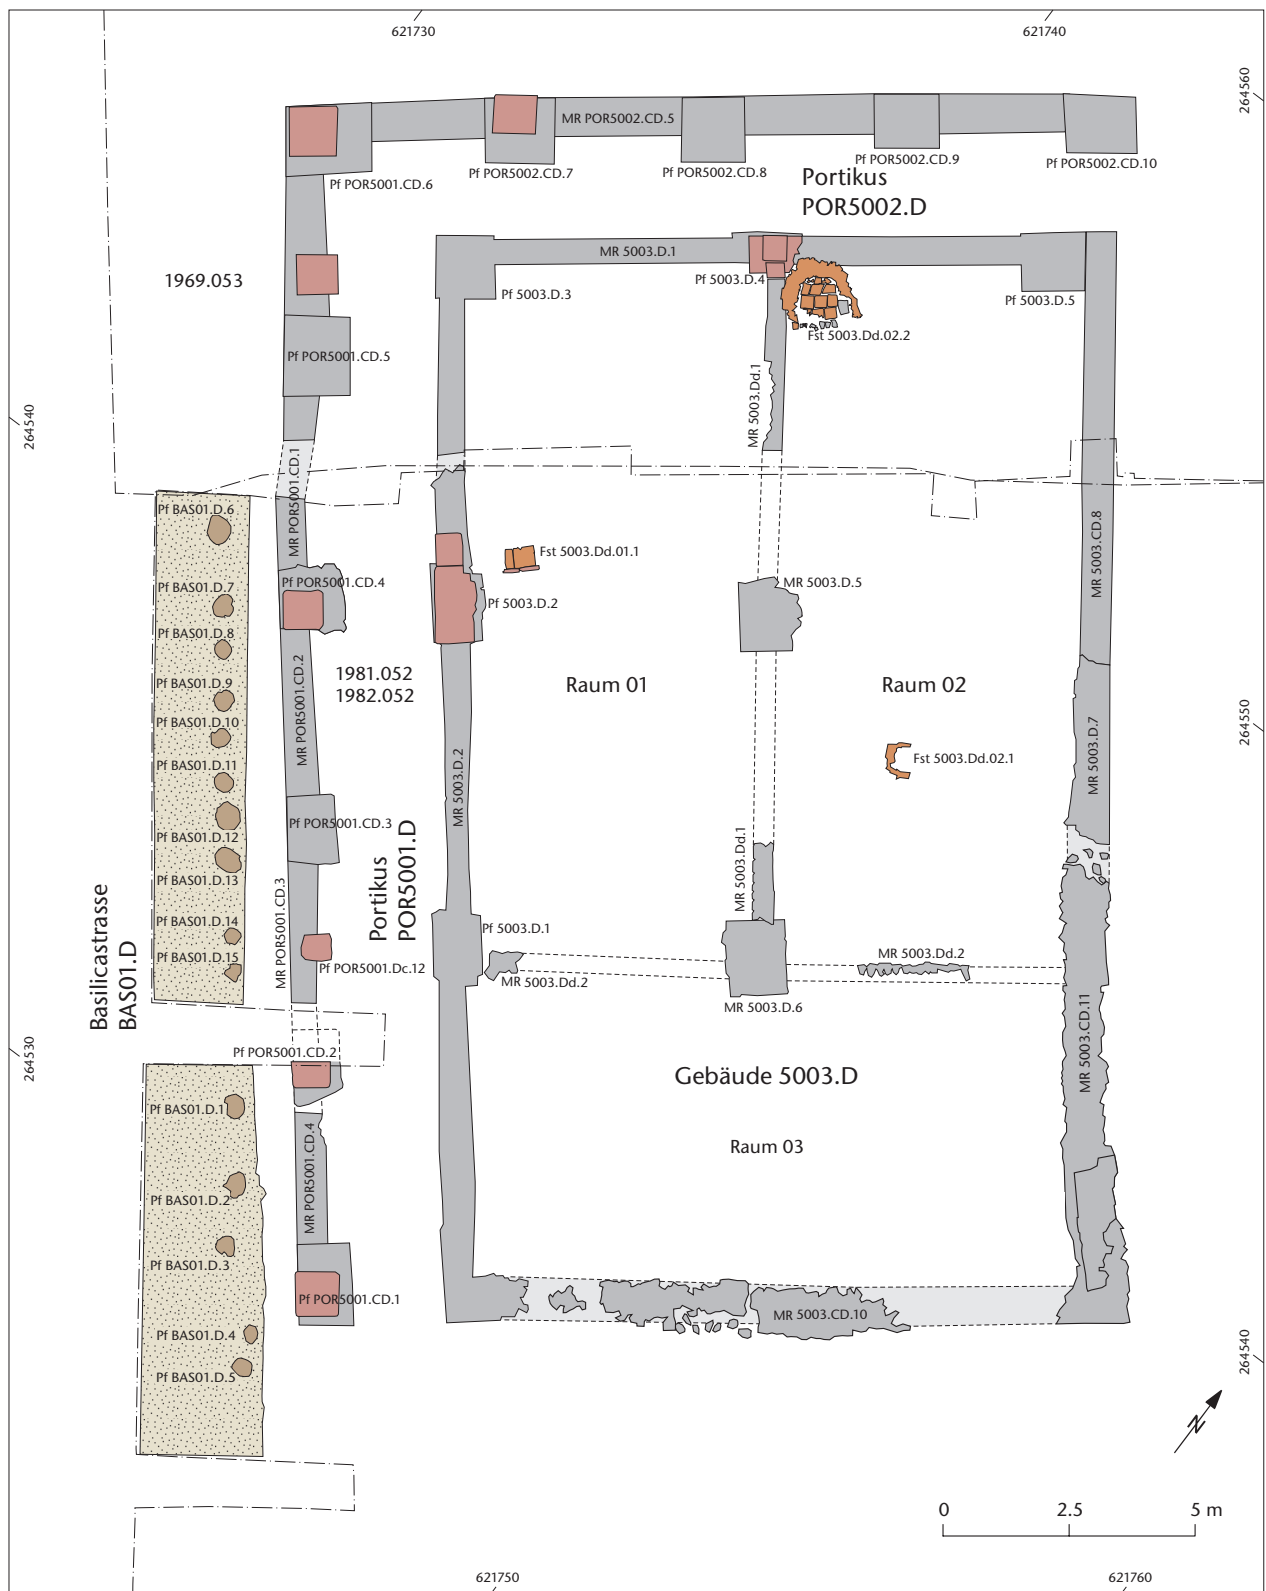 621730
621740
264560
MR POR5002.CD.5
Pf POR5001.CD.6
Pf POR5002.CD.7
Pf POR5002.CD.8
Pf POR5002.CD.9
Pf POR5002.CD.10
Portikus
POR5002.D
1969.053
MR 5003.D.1
Pf 5003.D.3
Pf 5003.D.4
Pf 5003.D.5
Fst 5003.Dd.02.2
Pf POR5001.CD.5
MR 5003.Dd.1
264540
MR POR5001.CD.1
Pf BAS01.D.6
MR 5003.CD.8
Fst 5003.Dd.01.1
Pf POR5001.CD.4
Pf BAS01.D.7
Pf 5003.D.2
MR 5003.D.5
Pf BAS01.D.8
1981.052
1982.052
Raum 01
Raum 02
Pf BAS01.D.9
MR POR5001.CD.2
Pf BAS01.D.10
264550
Pf BAS01.D.11
MR 5003.D.2
Fst 5003.Dd.02.1
MR 5003.D.7
Pf POR5001.CD.3
Pf BAS01.D.12
Portikus
POR5001.D
Pf BAS01.D.13
MR 5003.Dd.1
Basilicastrasse
BAS01.D
Pf BAS01.D.14
MR POR5001.CD.3
Pf 5003.D.1
Pf BAS01.D.15
Pf POR5001.Dc.12
MR 5003.Dd.2
MR 5003.Dd.2
MR 5003.D.6
MR 5003.CD.11
264530
Pf POR5001.CD.2
Gebäude 5003.D
Pf BAS01.D.1
Raum 03
MR POR5001.CD.4
Pf BAS01.D.2
Pf BAS01.D.3
Pf POR5001.CD.1
MR 5003.CD.10
Pf BAS01.D.4
Pf BAS01.D.5
264540
N
0 2.5 5 m
621750
621760